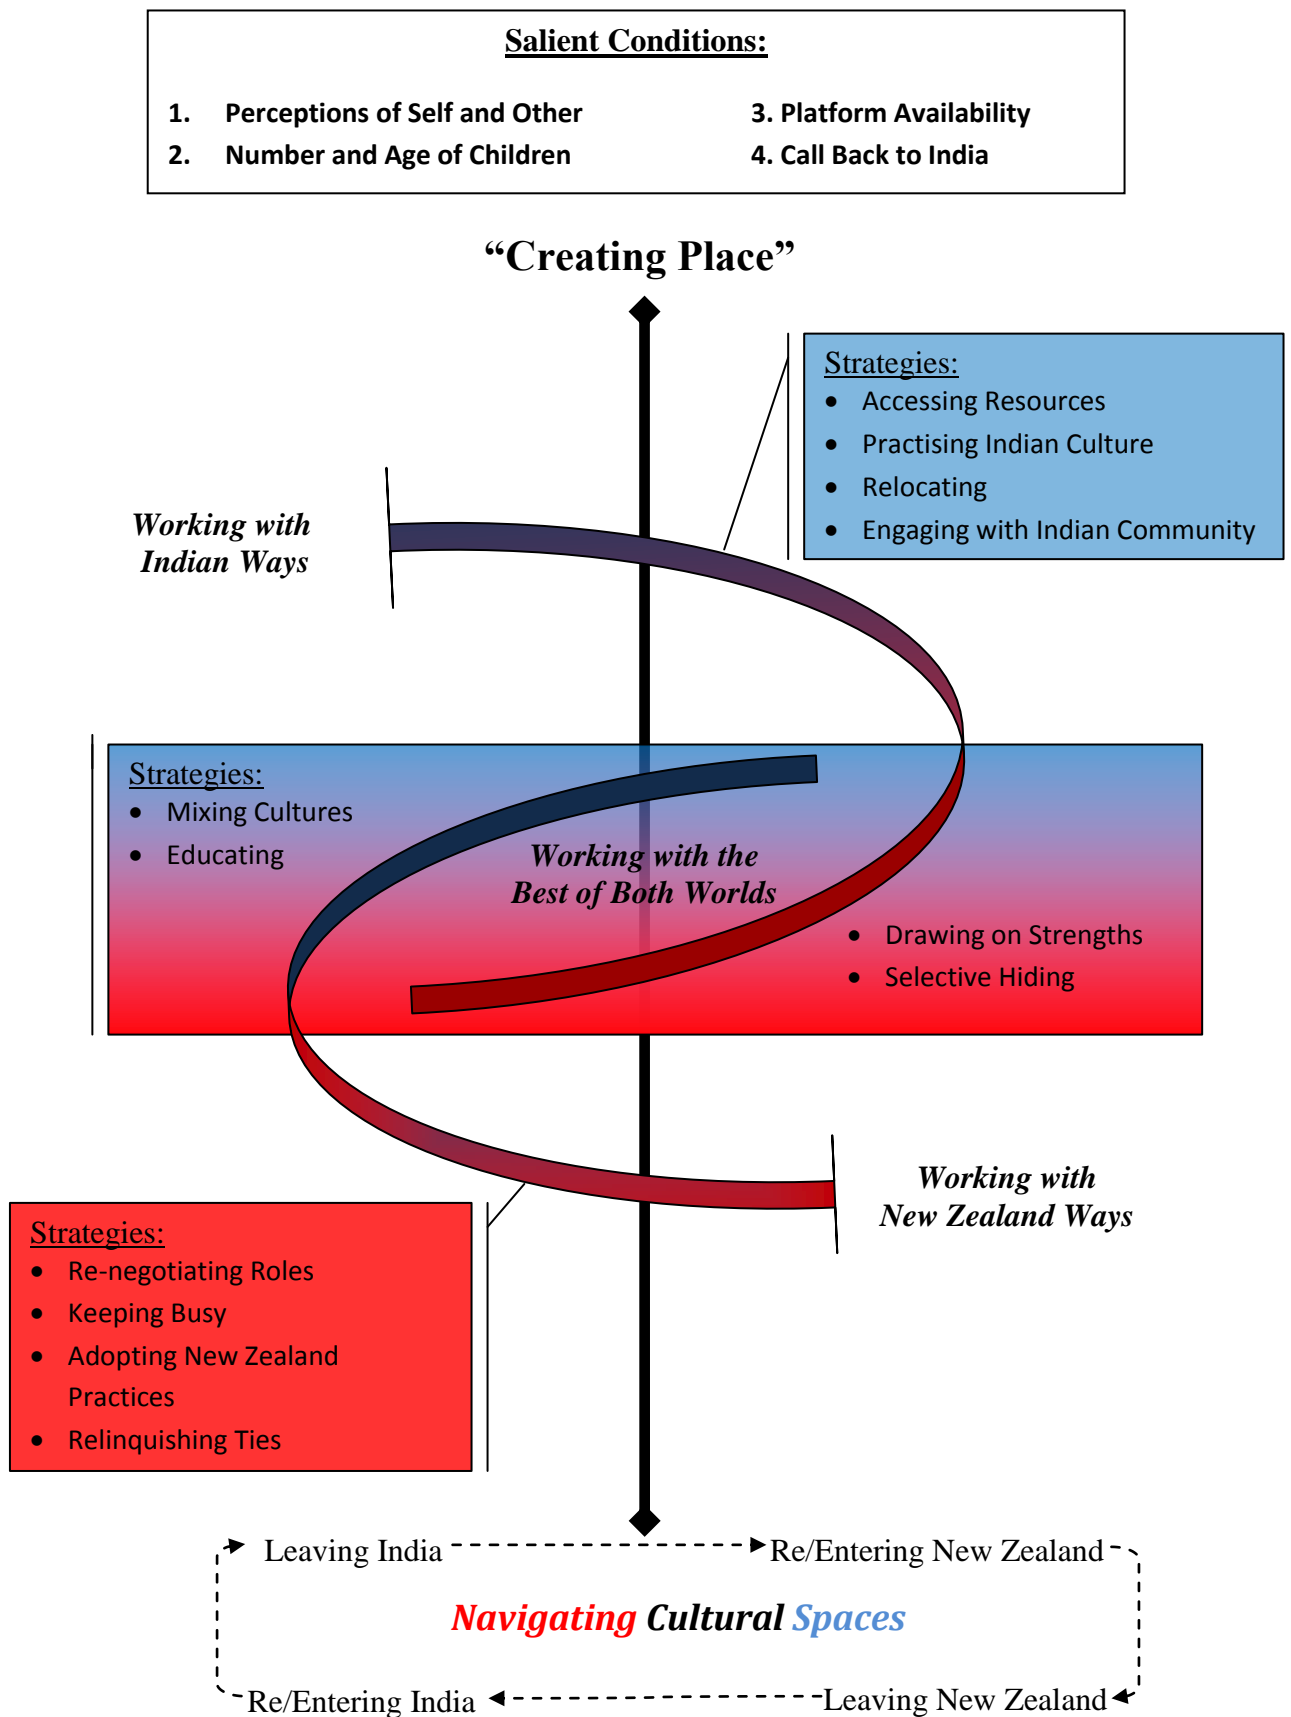 Salient Conditions:
1. Perceptions of Self and Other
2. Number and Age of Children
3. Platform Availability
4. Call Back to India
“Creating Place”
Strategies:
• Accessing Resources
• Practising Indian Culture
• Relocating
• Engaging with Indian Community
Working with
Indian Ways
Strategies:
• Mixing Cultures
• Educating
Working with the
Best of Both Worlds
• Drawing on Strengths
• Selective Hiding
Working with
New Zealand Ways
Strategies:
• Re-negotiating Roles
• Keeping Busy
• Adopting New Zealand
Practices
• Relinquishing Ties
Leaving India
Re/Entering New Zealand
Navigating Cultural Spaces
Re/Entering India
Leaving New Zealand